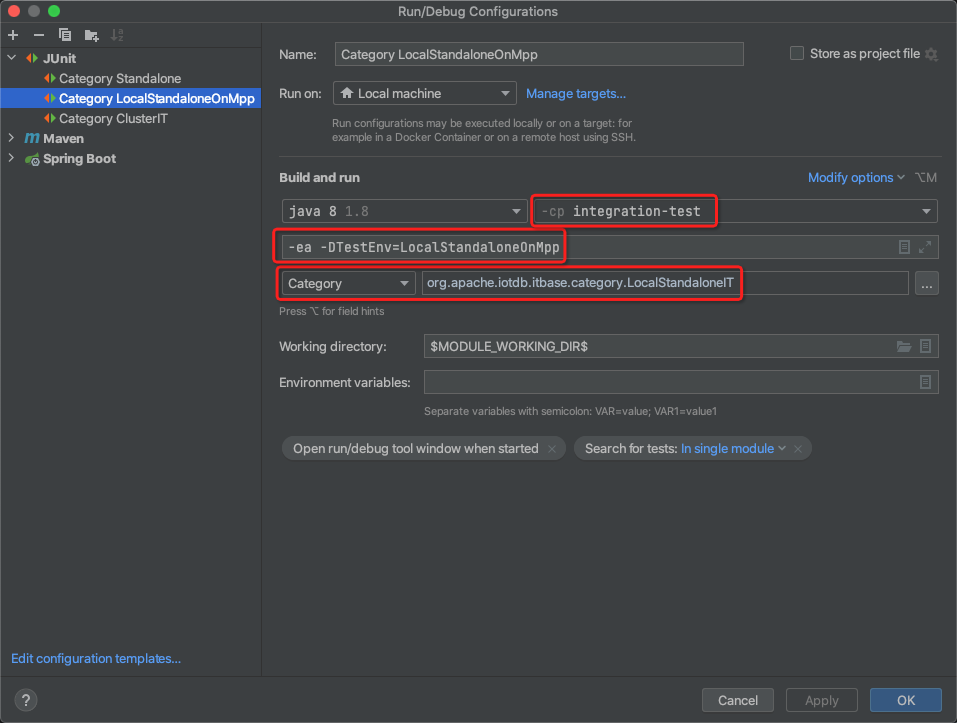 Run/Debug Configurations
JUnit
Category Standalone
Category LocalStandaloneOnMpp
Category ClusterIT
Maven
Spring Boot
Edit configuration templates...
Name: Category LocalStandaloneOnMpp Store as project file
Run on: Local machine Manage targets...
Run configurations may be executed locally or on a target: for
example in a Docker Container or on a remote host using SSH.
Build and run Modify options ⌥M
java 8 1.8 -cp integration-test
-ea -DTestEnv=LocalStandaloneOnMpp
Category org.apache.iotdb.itbase.category.LocalStandaloneIT ...
Press ⌥ for field hints
Working directory: $MODULE_WORKING_DIR$
Environment variables:
Separate variables with semicolon: VAR=value; VAR1=value1
Open run/debug tool window when started Search for tests: In single module
? Cancel Apply OK